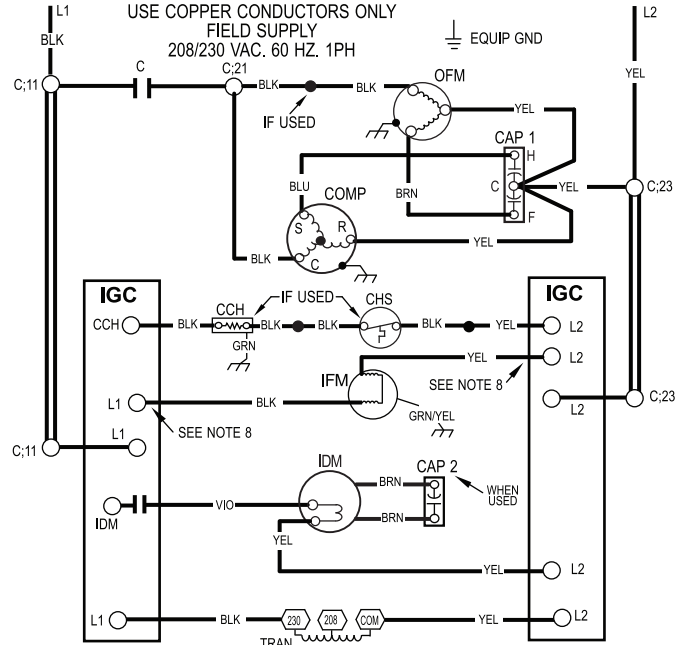 USE COPPER CONDUCTORS ONLY
FIELD SUPPLY
208/230 VAC. 60 HZ. 1PH
L1
L2
BLK
EQUIP GND
C;11
C
C;21
OFM
YEL
BLK
BLK
IF USED
YEL
CAP 1
H
C
F
BLU
COMP
BRN
YEL
C;23
S
R
C
YEL
BLK
IGC
IGC
IF USED
CCH
CHS
CCH
BLK
BLK
BLK
BLK
YEL
L2
GRN
YEL
L2
IFM
SEE NOTE 8
L1
BLK
GRN/YEL
L2
C;23
SEE NOTE 8
L1
C;11
IDM
CAP 2
BRN
WHEN
USED
VIO
IDM
BRN
YEL
YEL
L2
L1
BLK
230
208
COM
YEL
L2
TRAN